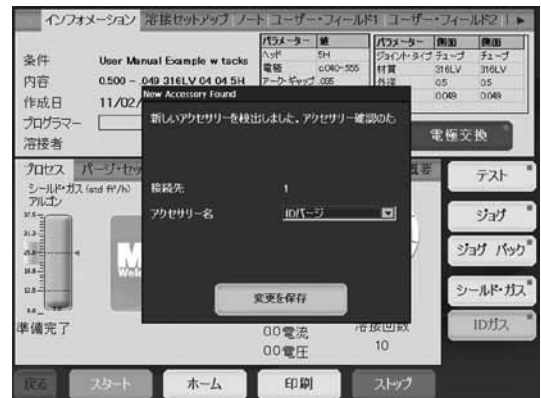 インフォメーション 溶接セットアップ ノート ユーザー・フィールド1 ユーザー・フィールド2
条件 User Manual Example w tacks
内容 0.500 - .049 316LV 04 04 5H
作成日 11/02/
プログラマー
溶接者
パラメーター 値
ヘッド 5H
電極 c.040-.555
アーク・ギャップ .035
パラメーター 側面 側面
ジョイント・タイプ チューブ チューブ
材質 316LV 316LV
外径 0.5 0.5
0.049 0.049
電極交換
New Accessory Found
新しいアクセサリーを検出しました。アクセサリー確認のた
接続先 1
アクセサリー名 IDパージ
変更を保存
プロセス パージ・セッ
概要
シールド・ガス (std ft³/h)
アルゴン
準備完了
00電流
00電圧
溶接回数
10
テスト
ジョグ
ジョグ バック
シールド・ガス
IDガス
戻る スタート ホーム 印刷 ストップ